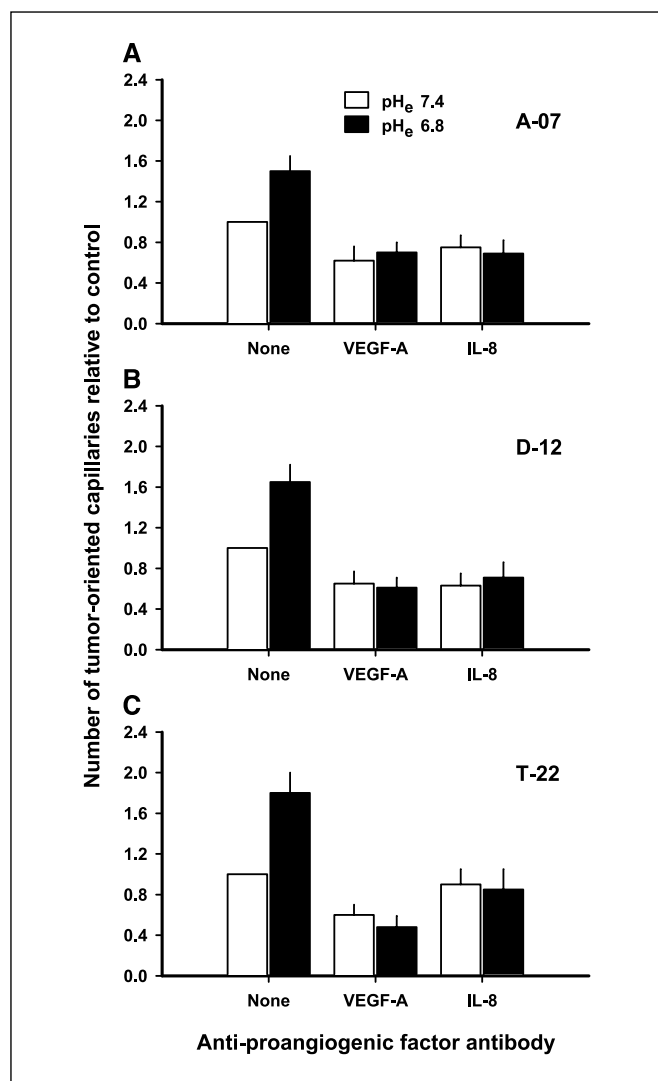 A
2.4
2.0
1.6
1.2
0.8
0.4
0.0
pHe 7.4
pHe 6.8
A-07
None VEGF-A IL-8
B
2.4
2.0
1.6
1.2
0.8
0.4
0.0
D-12
None VEGF-A IL-8
C
2.4
2.0
1.6
1.2
0.8
0.4
0.0
T-22
None VEGF-A IL-8
Number of tumor-oriented capillaries relative to control
Anti-proangiogenic factor antibody